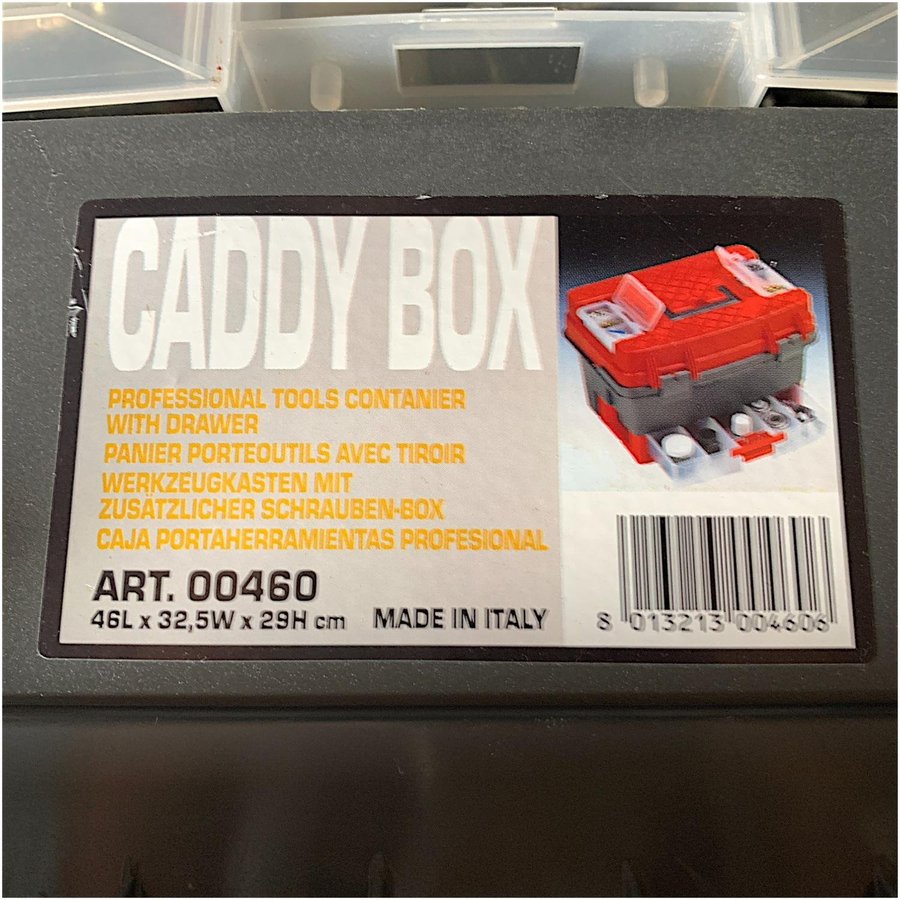 CADDY BOX
PROFESSIONAL TOOLS CONTANIER
WITH DRAWER
PANIER PORTEOUTILS AVEC TIROIR
WERKZEUGKASTEN MIT
ZUSÄTZLICHER SCHRAUBEN-BOX
CAJA PORTAHERRAMIENTAS PROFESIONAL
ART. 00460
46L x 32,5W x 29H cm MADE IN ITALY
8 013213 004606